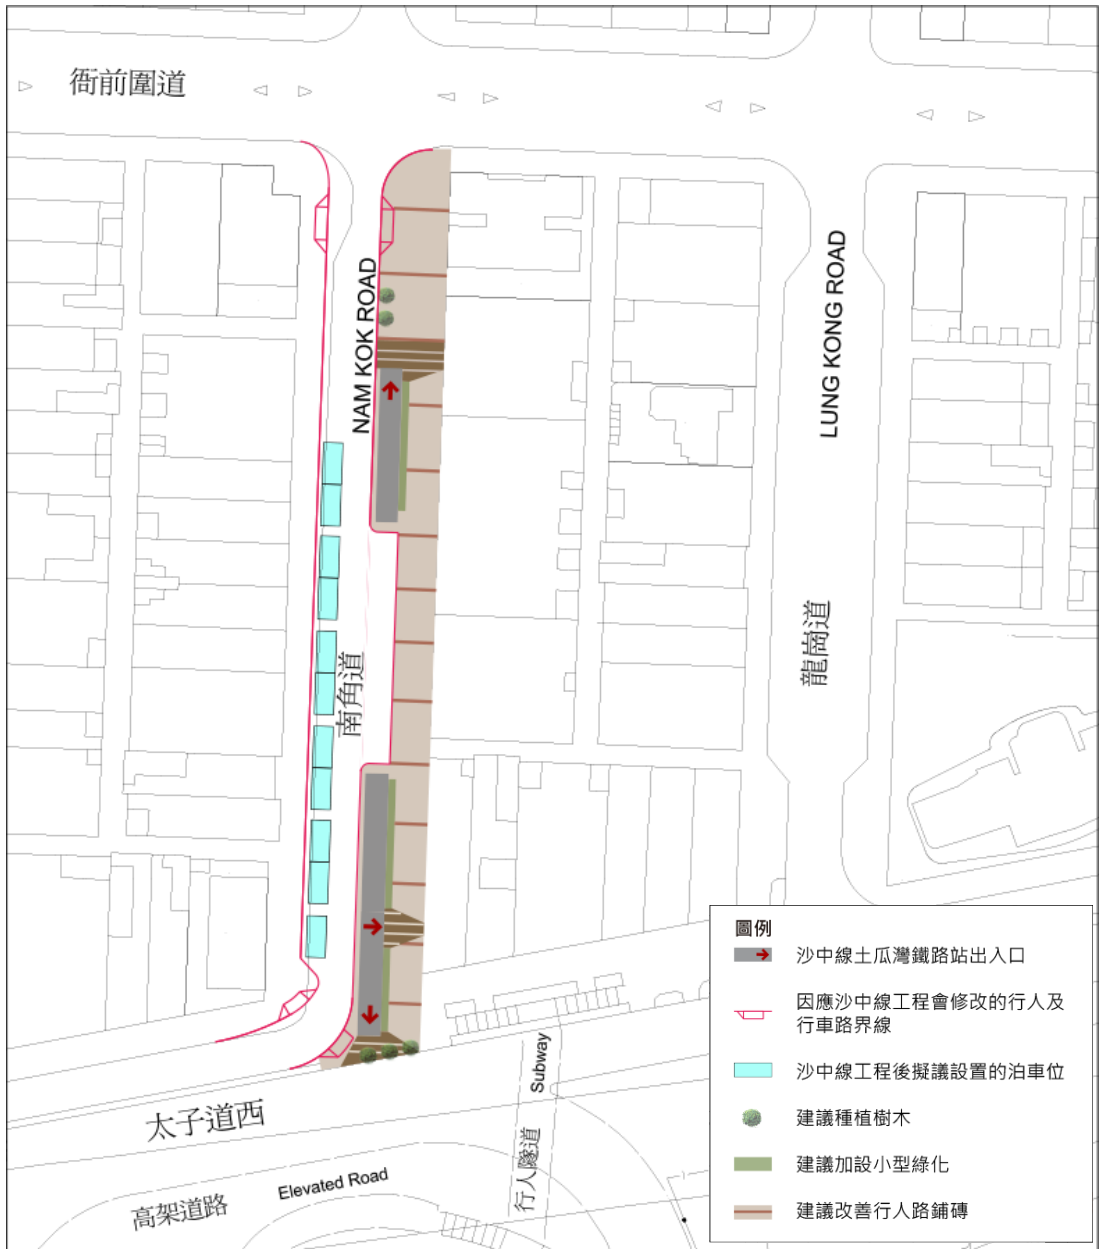 衙前圍道
NAM KOK ROAD
LUNG KONG ROAD
南角道
龍崗道
太子道西
高架道路
Elevated Road
行人隧道
Subway
圖例
沙中線土瓜灣鐵路站出入口
因應沙中線工程會修改的行人及
行車路界線
沙中線工程後擬議設置的泊車位
建議種植樹木
建議加設小型綠化
建議改善行人路鋪磚